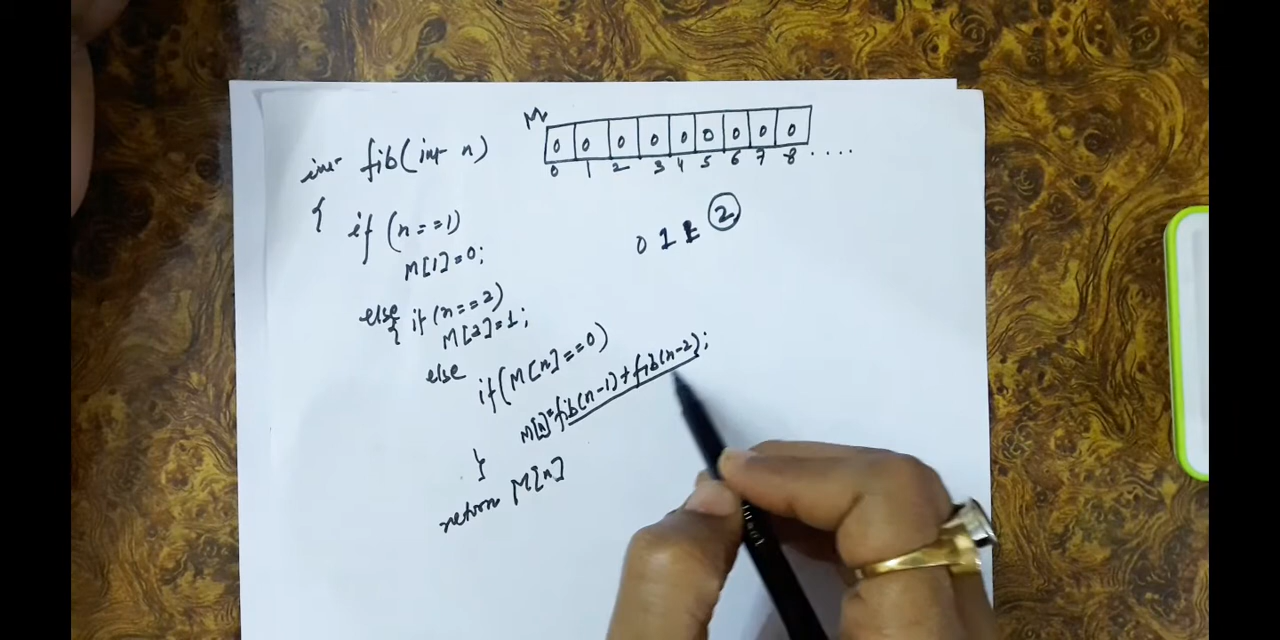 M
0 0 0 0 0 0 0 0 0
0 1 2 3 4 5 6 7 8 ....
int fib(int n)
{
if (n==1)
M[1]=0;
0 1 1 2
else
{ if (n==2)
M[2]=1;
else
if(M[n]==0)
M[n]=fib(n-1)+fib(n-2);
}
return M[n]